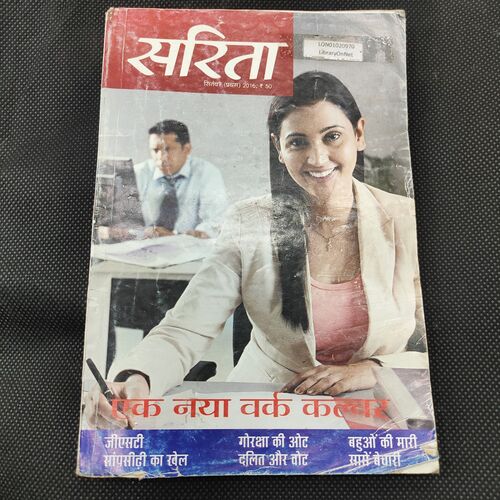 सरिता
LON01020970
LibraryOnNet
सितंबर (प्रथम) 2016, ₹ 50
एक नया वर्क कल्चर
जीएसटी
सांपसीढ़ी का खेल
गोरक्षा की ओट
दलित और वोट
बहुओं की मारी
सासें बेचारी